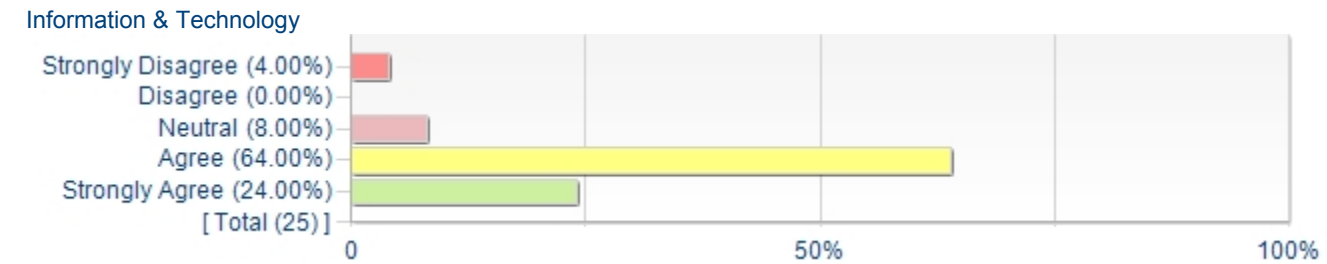 Information & Technology
Strongly Disagree (4.00%)
Disagree (0.00%)
Neutral (8.00%)
Agree (64.00%)
Strongly Agree (24.00%)
[ Total (25) ]
0 50% 100%